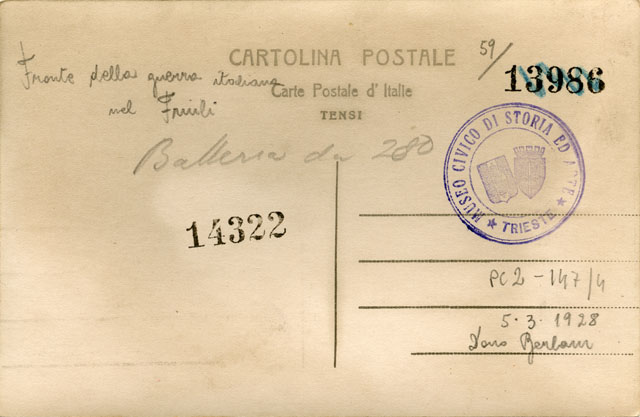 CARTOLINA POSTALE
Carte Postale d'Italie
TENSI
59/
13986
Fronte della guerra italiana
nel Friuli
Batteria da 280
14322
MUSEO CIVICO DI STORIA ED ARTE
★ TRIESTE ★
PC2-147/4
5.3.1928
Dono